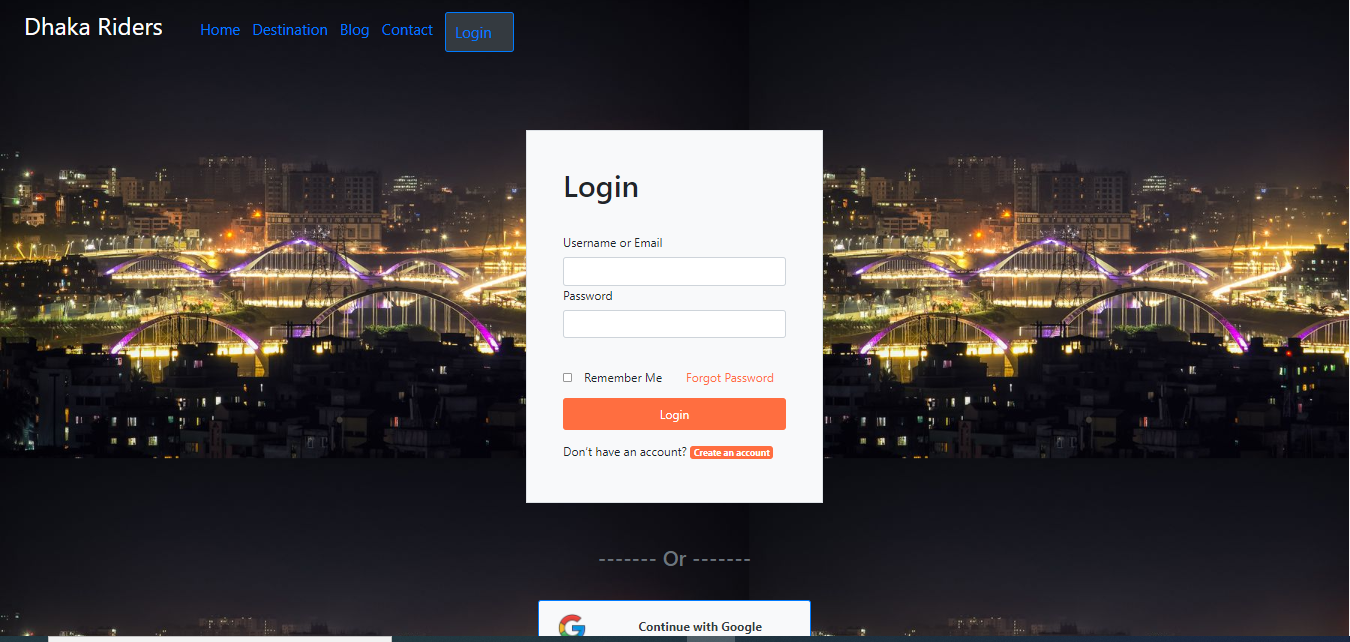 Dhaka Riders Home Destination Blog Contact Login
Login
Username or Email
Password
Remember Me Forgot Password
Login
Don't have an account? Create an account
------- Or -------
Continue with Google